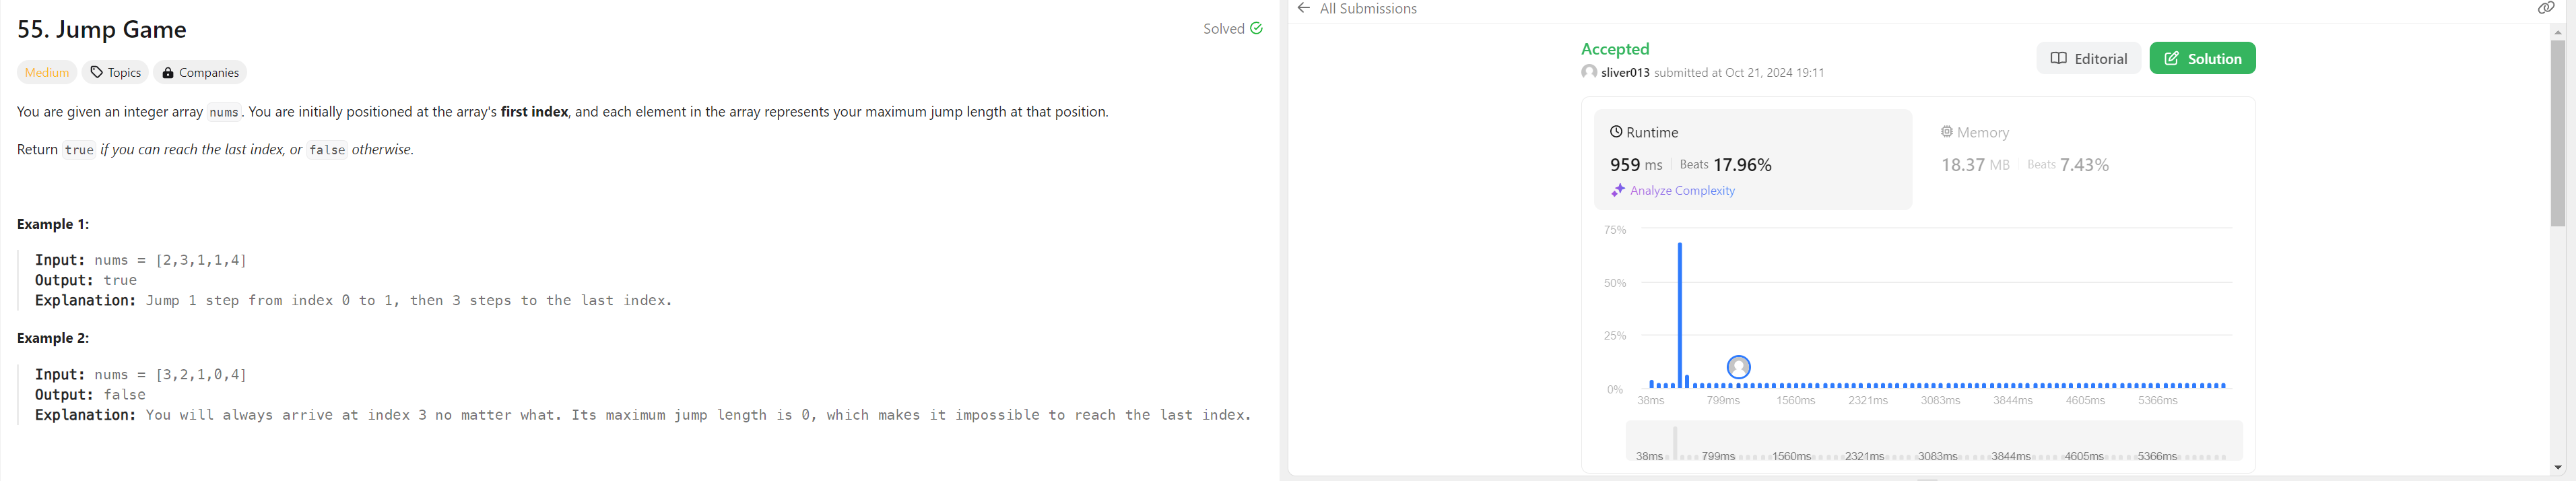 55. Jump Game
Solved
Medium
Topics
Companies
You are given an integer array nums. You are initially positioned at the array's first index, and each element in the array represents your maximum jump length at that position.
Return true if you can reach the last index, or false otherwise.
Example 1:
Input: nums = [2,3,1,1,4]
Output: true
Explanation: Jump 1 step from index 0 to 1, then 3 steps to the last index.
Example 2:
Input: nums = [3,2,1,0,4]
Output: false
Explanation: You will always arrive at index 3 no matter what. Its maximum jump length is 0, which makes it impossible to reach the last index.
All Submissions
Accepted
sliver013 submitted at Oct 21, 2024 19:11
Editorial
Solution
Runtime
959 ms Beats 17.96%
Analyze Complexity
Memory
18.37 MB Beats 7.43%
75%
50%
25%
0%
38ms 799ms 1560ms 2321ms 3083ms 3844ms 4605ms 5366ms
38ms 799ms 1560ms 2321ms 3083ms 3844ms 4605ms 5366ms